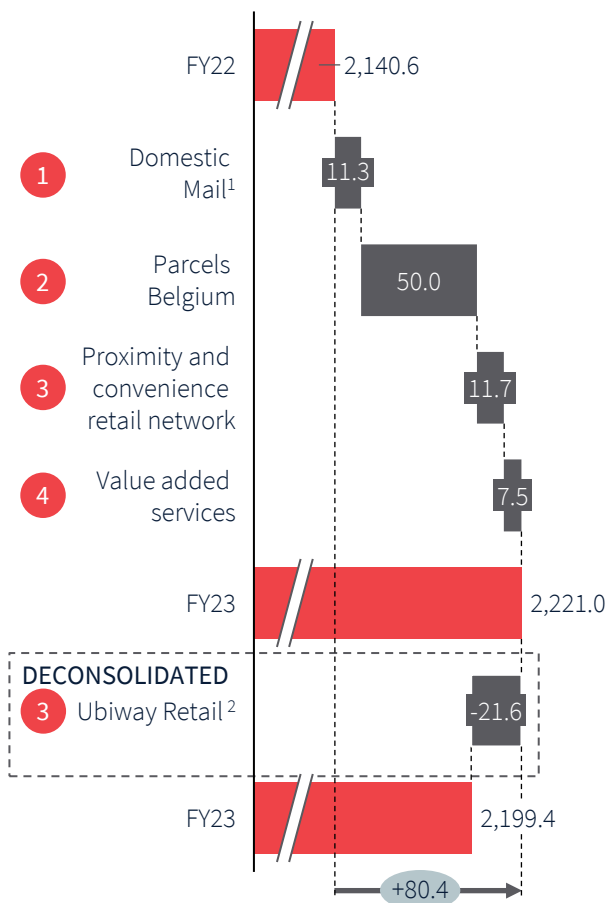 FY22
2,140.6
1
Domestic
Mail¹
11.3
2
Parcels
Belgium
50.0
3
Proximity and
convenience
retail network
11.7
4
Value added
services
7.5
FY23
2,221.0
DECONSOLIDATED
3
Ubiway Retail ²
-21.6
FY23
2,199.4
+80.4